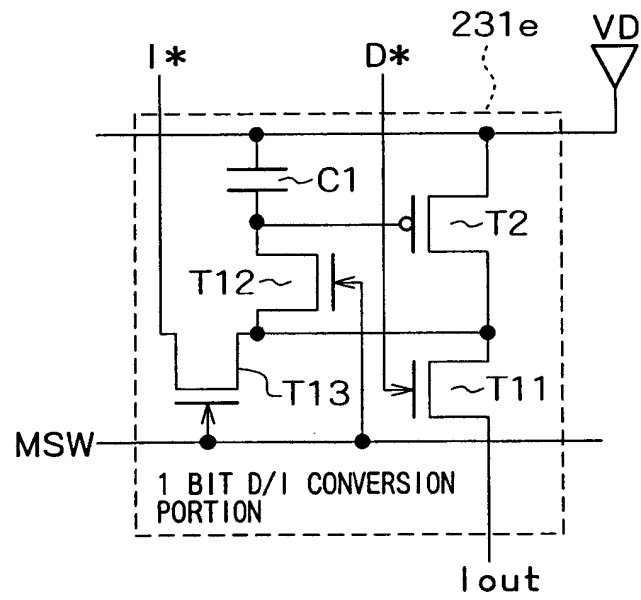 231e
VD
I*
D*
C1
T2
T12
T13
T11
MSW
1 BIT D/I CONVERSION
PORTION
Iout